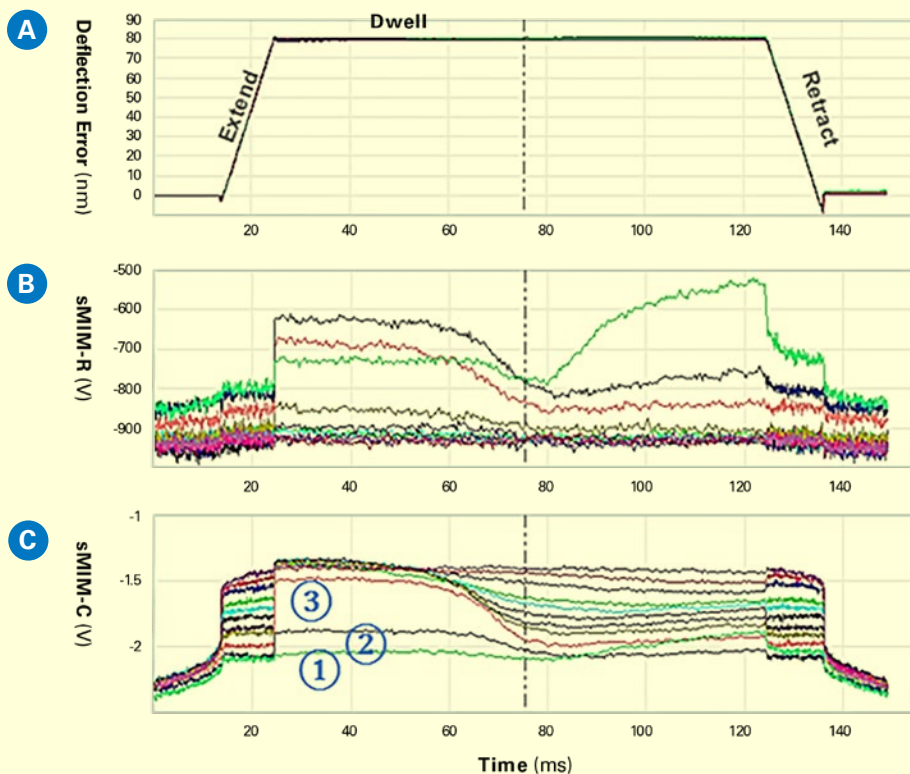 A
Deflection Error (nm)
90
80
70
60
50
40
30
20
10
0
Dwell
Extend
Retract
20 40 60 80 100 120 140
B
sMIM-R (V)
-500
-600
-700
-800
-900
20 40 60 80 100 120 140
C
sMIM-C (V)
-1
-1.5
-2
3
2
1
20 40 60 80 100 120 140
Time (ms)